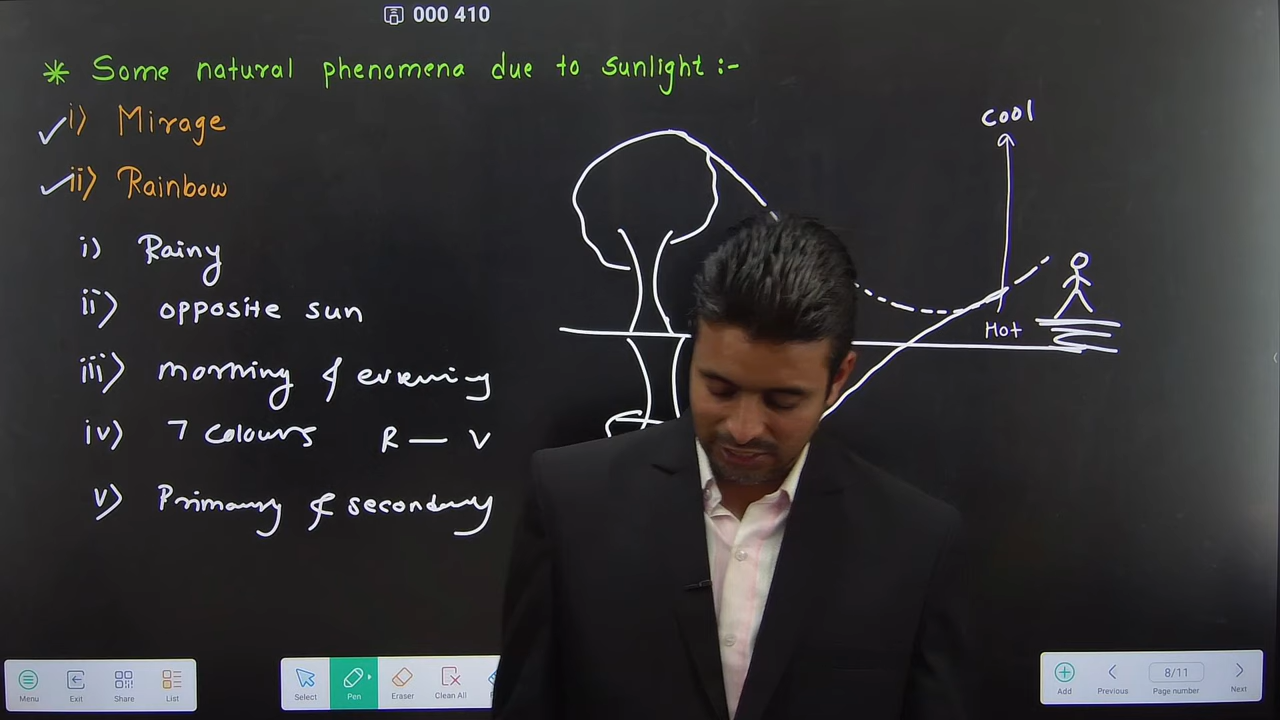 000 410
* Some natural phenomena due to sunlight :-
i) Mirage
ii) Rainbow
i) Rainy
ii) opposite sun
iii) morning & evening
iv) 7 colours R — V
v) Primary & secondary
cool
Hot
Menu
Exit
Share
List
Select
Pen
Eraser
Clean All
Add
Previous
8/11
Page number
Next